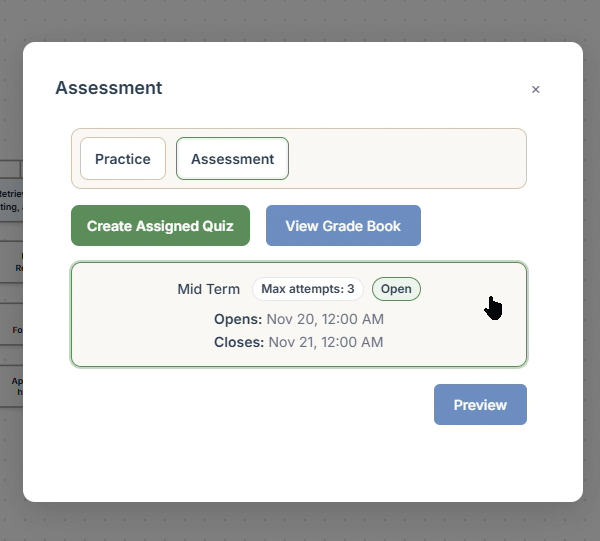 Assessment
×
Practice
Assessment
Create Assigned Quiz
View Grade Book
Mid Term
Max attempts: 3
Open
Opens: Nov 20, 12:00 AM
Closes: Nov 21, 12:00 AM
Preview